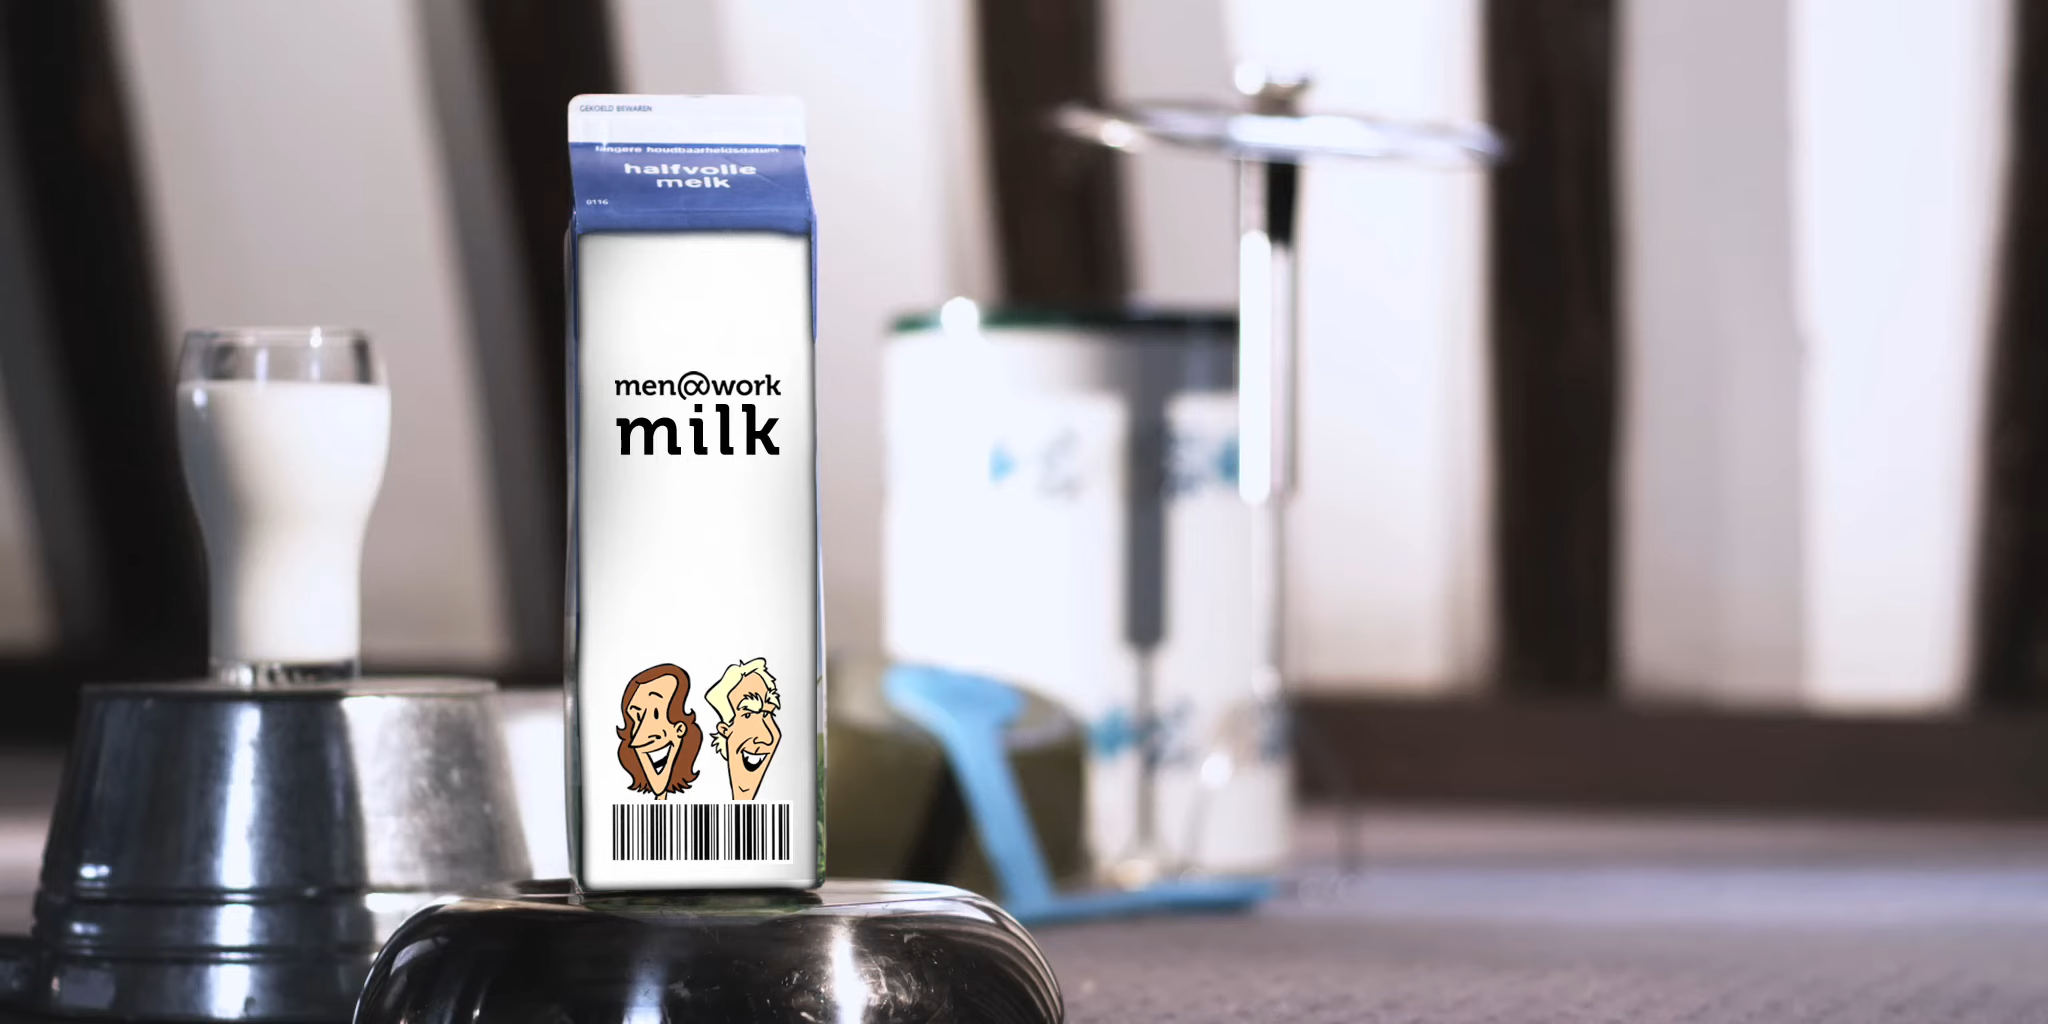 GEKOELD BEWAREN
langere houdbaarheidsdatum
halfvolle
melk
0116
men@work
milk